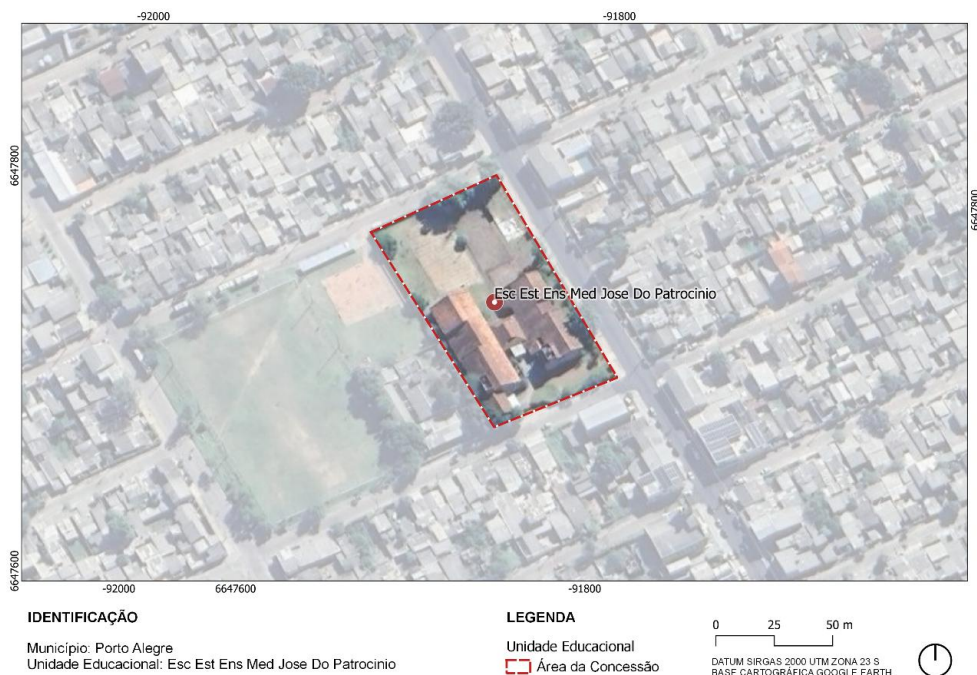 -92000 -91800
6647800
6647800
Esc Est Ens Med Jose Do Patrocinio
6647600
-92000 6647600 -91800
IDENTIFICAÇÃO
Município: Porto Alegre
Unidade Educacional: Esc Est Ens Med Jose Do Patrocinio
LEGENDA
Unidade Educacional
Área da Concessão
0 25 50 m
DATUM SIRGAS 2000 UTM ZONA 23 S
BASE CARTOGRÁFICA GOOGLE EARTH